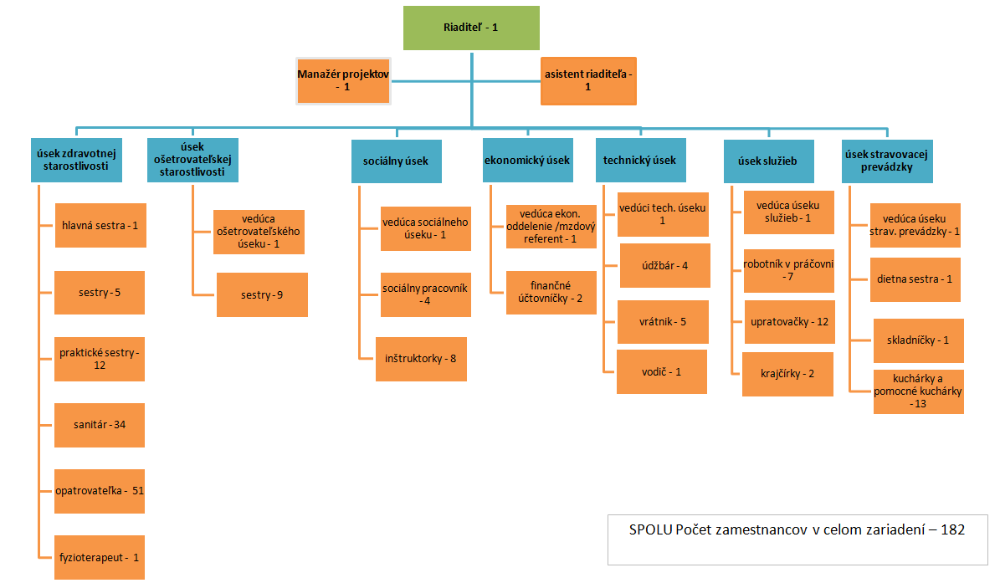 Riaditeľ - 1
Manažér projektov
- 1
asistent riaditeľa -
1
úsek zdravotnej
starostlivosti
hlavná sestra - 1
sestry - 5
praktické sestry -
12
sanitár - 34
opatrovateľka - 51
fyzioterapeut - 1
úsek
ošetrovateľskej
starostlivosti
vedúca
ošetrovateľského
úseku - 1
sestry - 9
sociálny úsek
vedúca sociálneho
úseku - 1
sociálny pracovník
- 4
inštruktorky - 8
ekonomický úsek
vedúca ekon.
oddelenie /mzdový
referent - 1
finančné
účtovníčky - 2
technický úsek
vedúci tech. úseku
1
údžbár - 4
vrátnik - 5
vodič - 1
úsek služieb
vedúca úseku
služieb - 1
robotník v práčovni
- 7
upratovačky - 12
krajčírky - 2
úsek stravovacej
prevádzky
vedúca úseku
strav. prevádzky - 1
dietna sestra - 1
skladníčky - 1
kuchárky a
pomocné kuchárky
- 13
SPOLU Počet zamestnancov v celom zariadení – 182